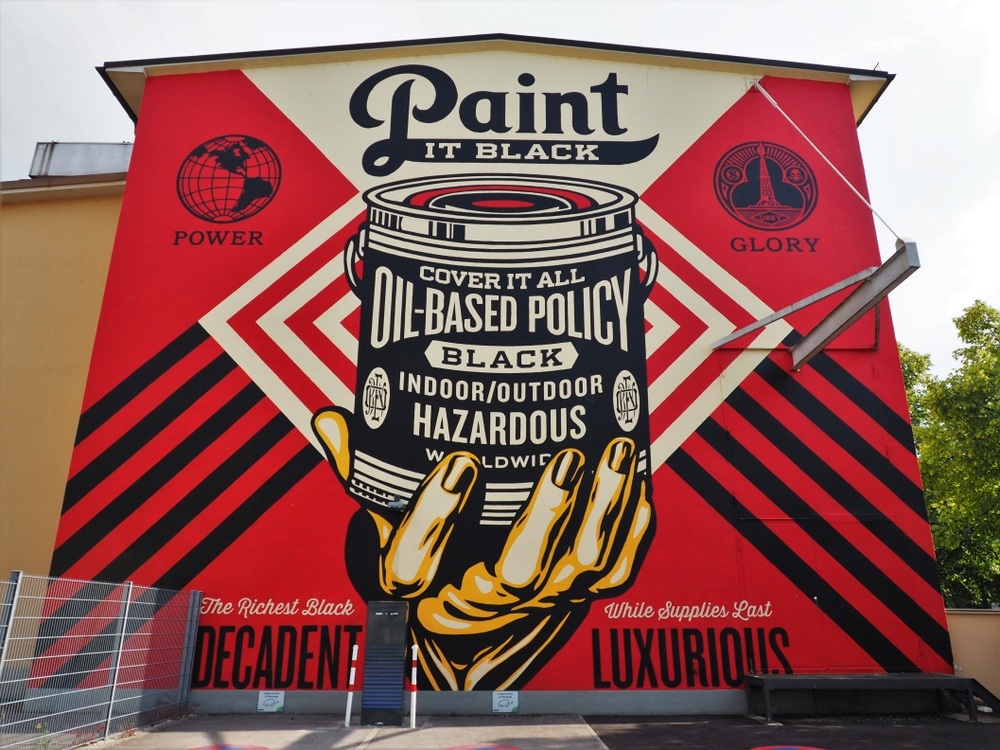 Paint
IT BLACK
POWER
OBEY
GLORY
COVER IT ALL
OIL-BASED POLICY
BLACK
INDOOR/OUTDOOR
HAZARDOUS
The Richest Black
DECADENT
While Supplies Last
LUXURIOUS